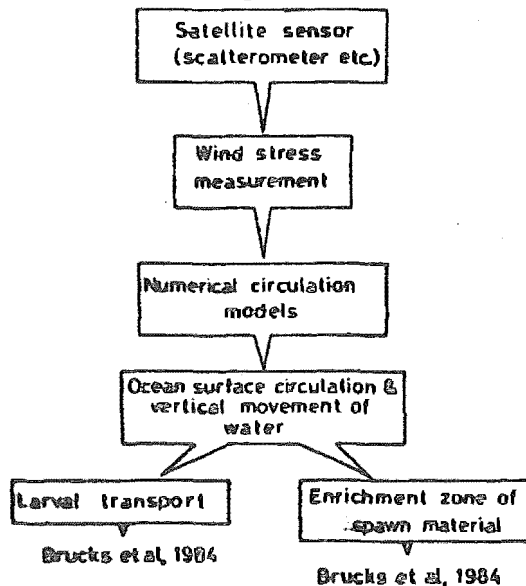 Satellite sensor
(scatterometer etc.)
Wind stress
measurement
Numerical circulation
models
Ocean surface circulation &
vertical movement of
water
Larval transport
Enrichment zone of
spawn material
Brucks et al, 1984
Brucks et al, 1984